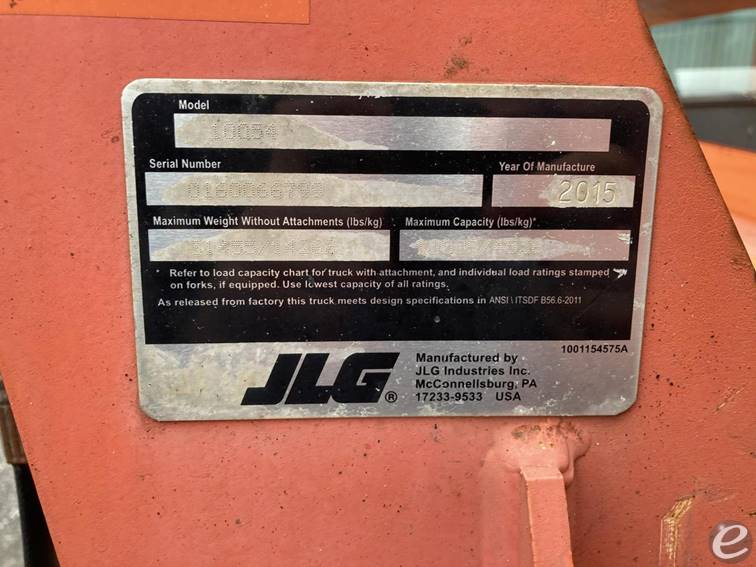 Model
10054
Serial Number
Year Of Manufacture
2015
Maximum Weight Without Attachments (lbs/kg)
Maximum Capacity (lbs/kg)*
* Refer to load capacity chart for truck with attachment, and individual load ratings stamped
on forks, if equipped. Use lowest capacity of all ratings.
As released from factory this truck meets design specifications in ANSI \ ITSDF B56.6-2011
1001154575A
JLG®
Manufactured by
JLG Industries Inc.
McConnellsburg, PA
17233-9533 USA
e